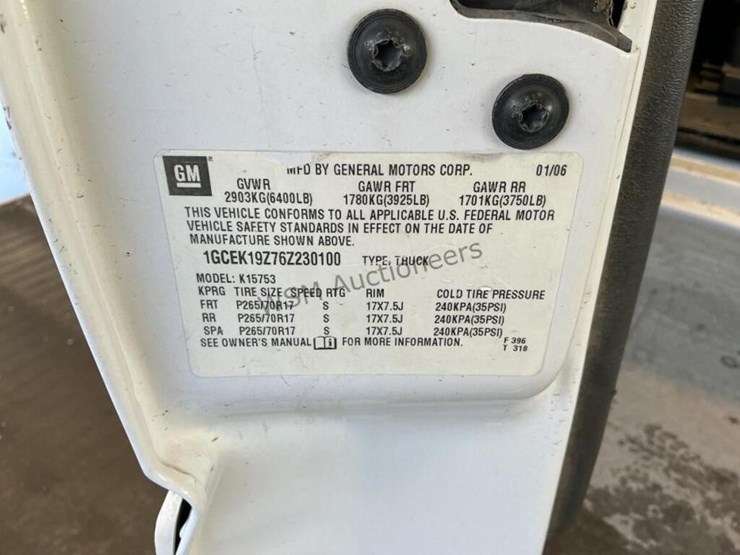 GM MFD BY GENERAL MOTORS CORP. 01/06
GVWR GAWR FRT GAWR RR
2903KG(6400LB) 1780KG(3925LB) 1701KG(3750LB)
THIS VEHICLE CONFORMS TO ALL APPLICABLE U.S. FEDERAL MOTOR
VEHICLE SAFETY STANDARDS IN EFFECT ON THE DATE OF
MANUFACTURE SHOWN ABOVE.
1GCEK19Z76Z230100 TYPE: TRUCK
MODEL: K15753
KPRG TIRE SIZE SPEED RTG RIM COLD TIRE PRESSURE
FRT P265/70R17 S 17X7.5J 240KPA(35PSI)
RR P265/70R17 S 17X7.5J 240KPA(35PSI)
SPA P265/70R17 S 17X7.5J 240KPA(35PSI)
SEE OWNER'S MANUAL i FOR MORE INFORMATION. F 396
T 318
WSM Auctioneers